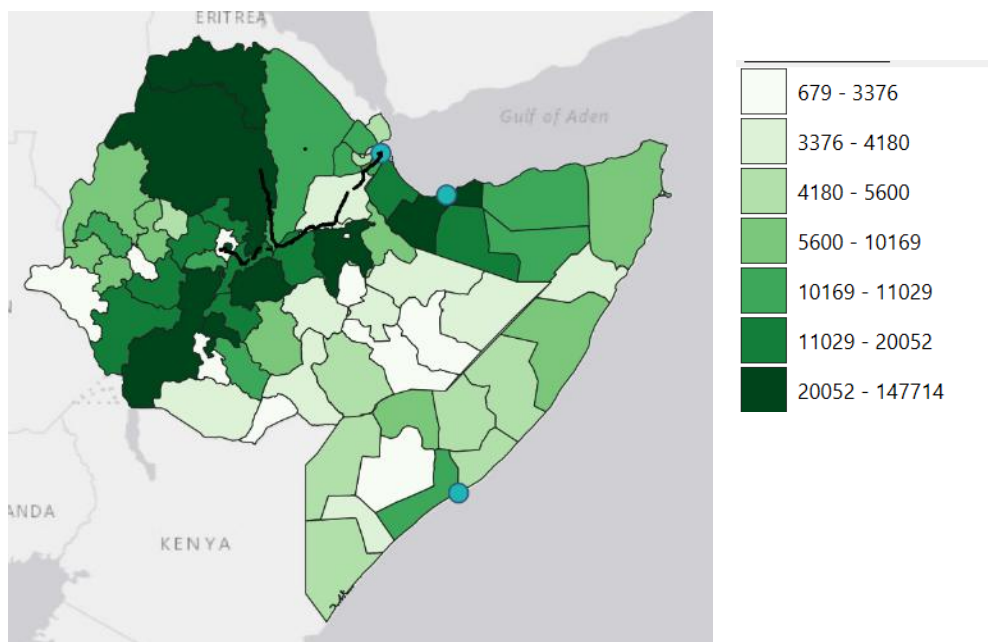 ERITREA
Gulf of Aden
ANDA
KENYA
679 - 3376
3376 - 4180
4180 - 5600
5600 - 10169
10169 - 11029
11029 - 20052
20052 - 147714